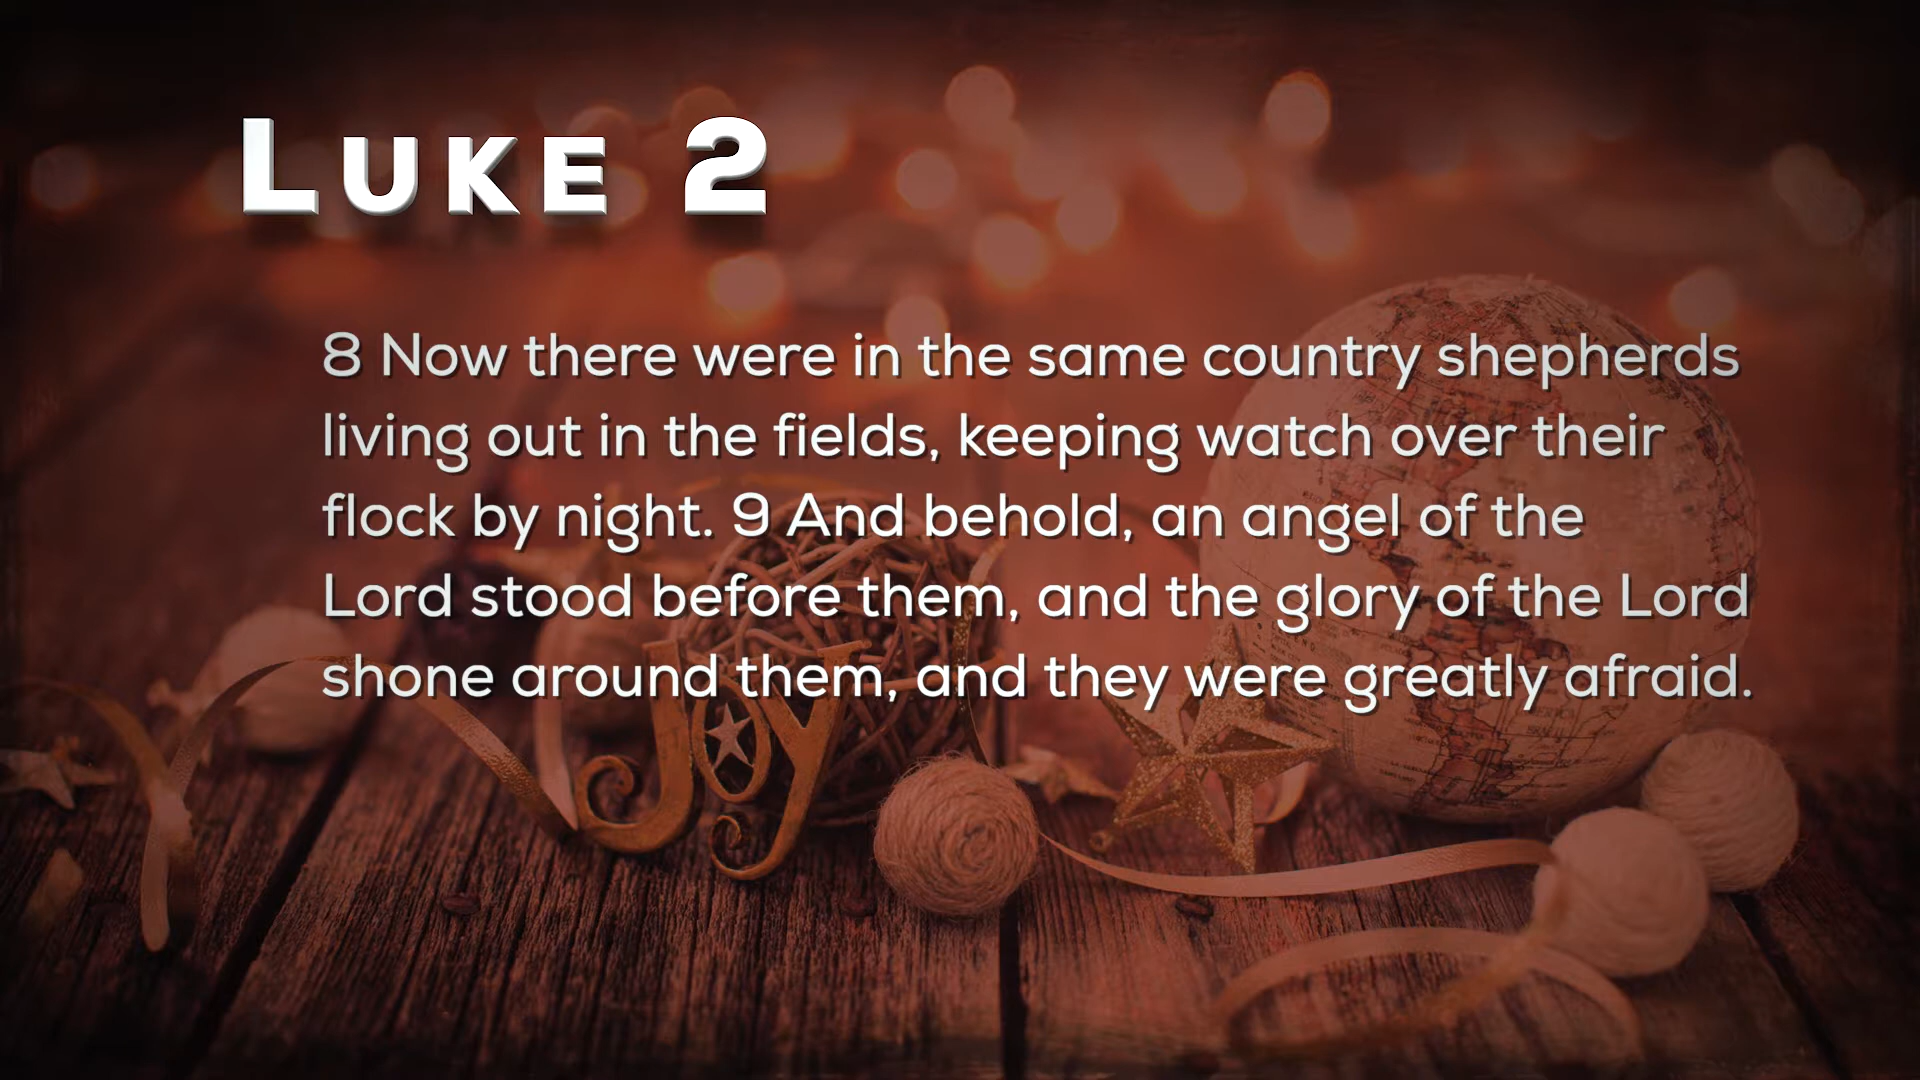 LUKE 2
8 Now there were in the same country shepherds
living out in the fields, keeping watch over their
flock by night. 9 And behold, an angel of the
Lord stood before them, and the glory of the Lord
shone around them, and they were greatly afraid.
Joy